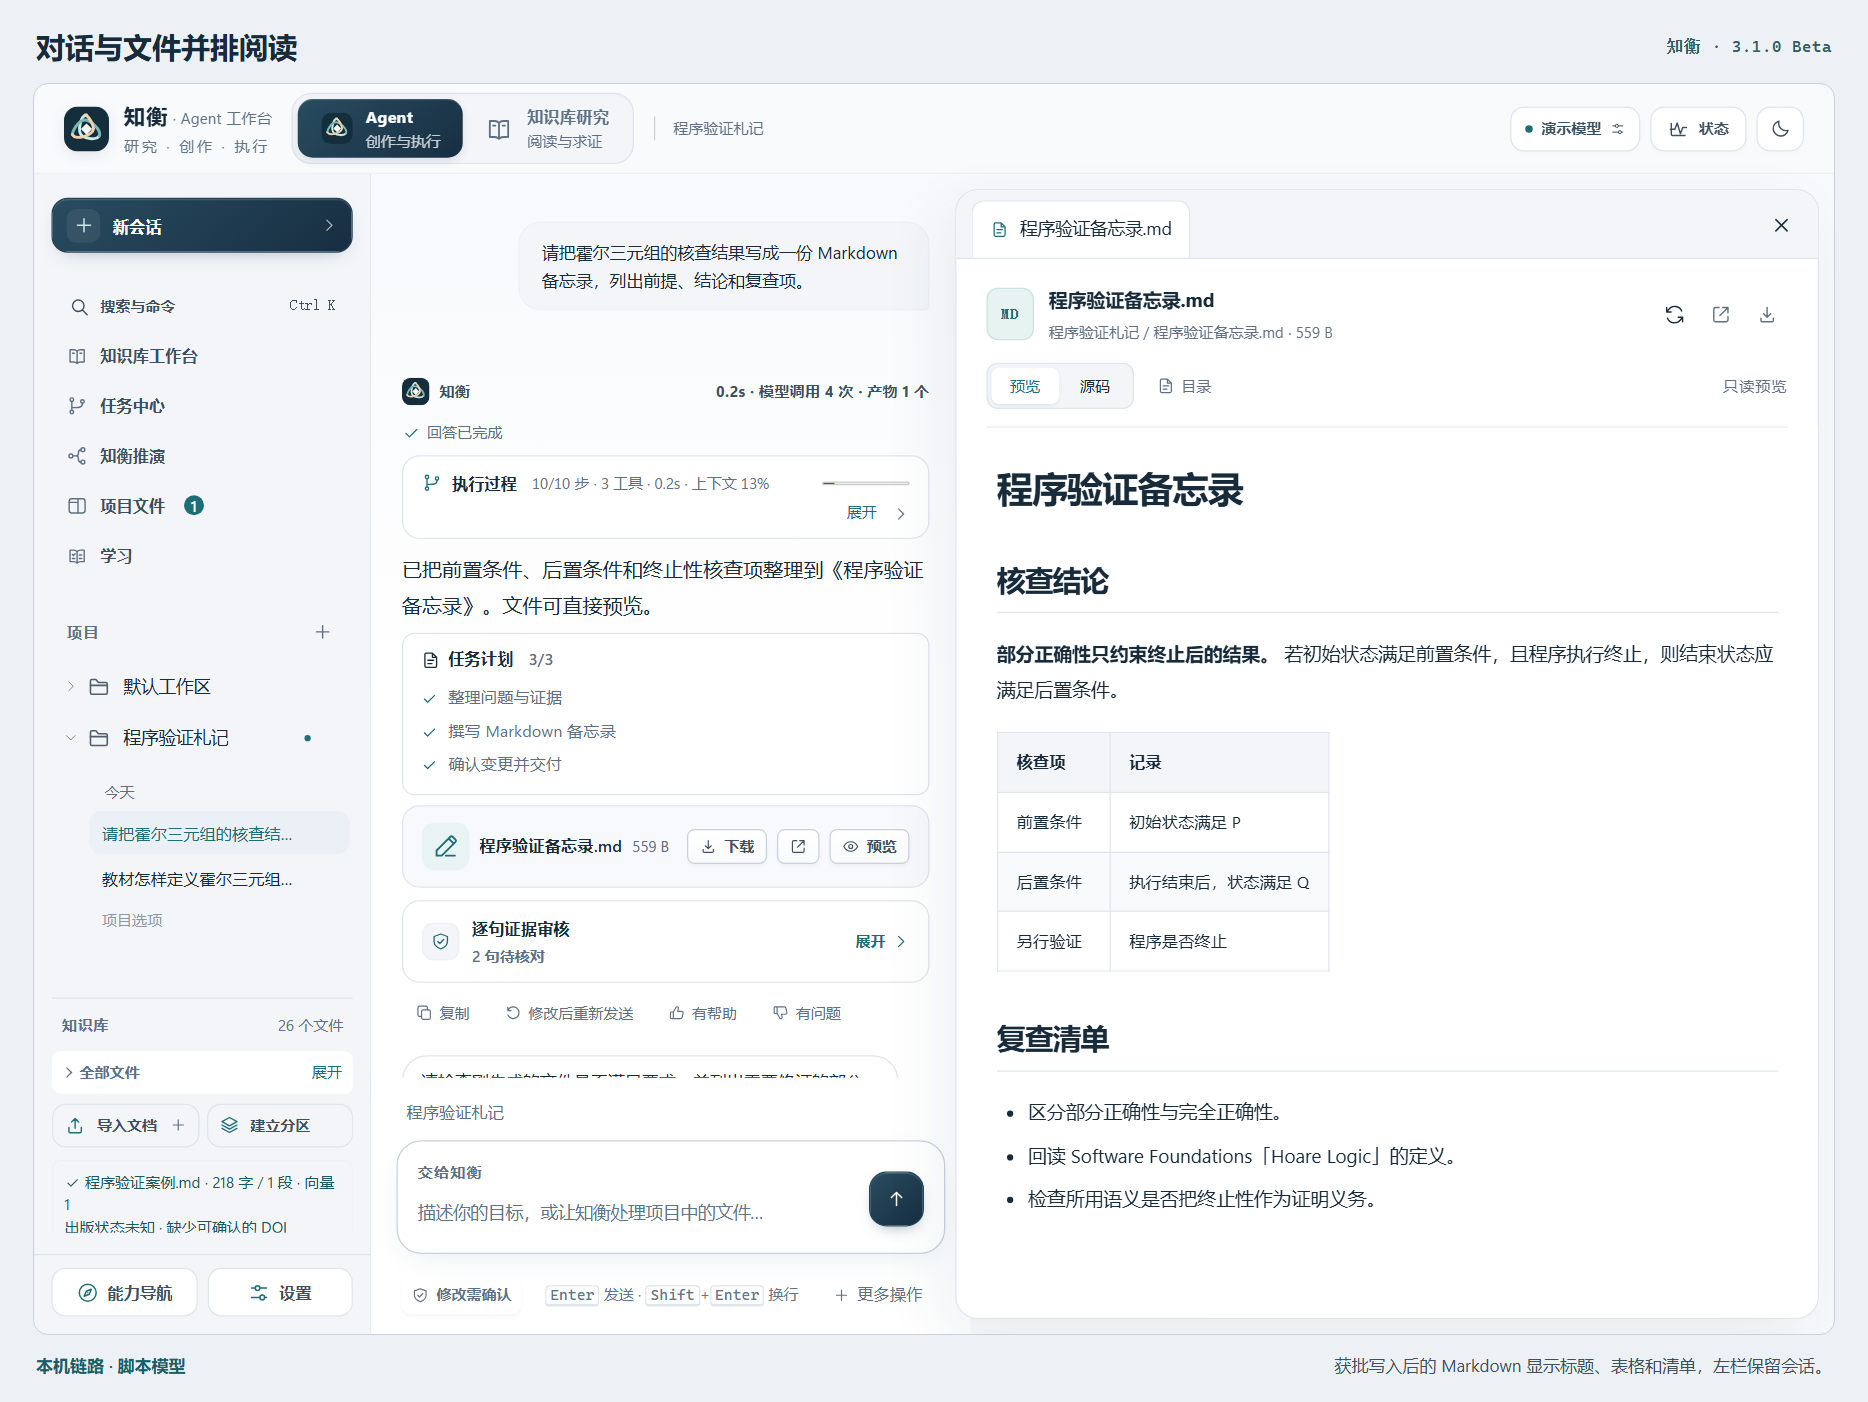 对话与文件并排阅读
知衡 · 3.1.0 Beta
知衡 · Agent 工作台
研究 · 创作 · 执行
Agent
创作与执行
知识库研究
阅读与求证
程序验证札记
演示模型
状态
新会话
搜索与命令 Ctrl K
知识库工作台
任务中心
知衡推演
项目文件 1
学习
项目
默认工作区
程序验证札记
今天
请把霍尔三元组的核查结...
教材怎样定义霍尔三元组...
项目选项
知识库 26 个文件
全部文件 展开
导入文档
建立分区
程序验证案例.md · 218 字 / 1 段 · 向量
1
出版状态未知 · 缺少可确认的 DOI
能力导航
设置
请把霍尔三元组的核查结果写成一份 Markdown
备忘录，列出前提、结论和复查项。
知衡 0.2s · 模型调用 4 次 · 产物 1 个
回答已完成
执行过程 10/10 步 · 3 工具 · 0.2s · 上下文 13%
展开
已把前置条件、后置条件和终止性核查项整理到《程序验证
备忘录》。文件可直接预览。
任务计划 3/3
整理问题与证据
撰写 Markdown 备忘录
确认变更并交付
程序验证备忘录.md 559 B 下载 预览
逐句证据审核
2 句待核对
展开
复制 修改后重新发送 有帮助 有问题
程序验证札记
交给知衡
描述你的目标，或让知衡处理项目中的文件...
修改需确认 Enter 发送 · Shift+Enter 换行 更多操作
程序验证备忘录.md
MD
程序验证备忘录.md
程序验证札记 / 程序验证备忘录.md · 559 B
预览 源码 目录 只读预览
程序验证备忘录
核查结论
部分正确性只约束终止后的结果。 若初始状态满足前置条件，且程序执行终止，则结束状态应
满足后置条件。
核查项 记录
前置条件 初始状态满足 P
后置条件 执行结束后，状态满足 Q
另行验证 程序是否终止
复查清单
• 区分部分正确性与完全正确性。
• 回读 Software Foundations「Hoare Logic」的定义。
• 检查所用语义是否把终止性作为证明义务。
本机链路 · 脚本模型
获批写入后的 Markdown 显示标题、表格和清单，左栏保留会话。